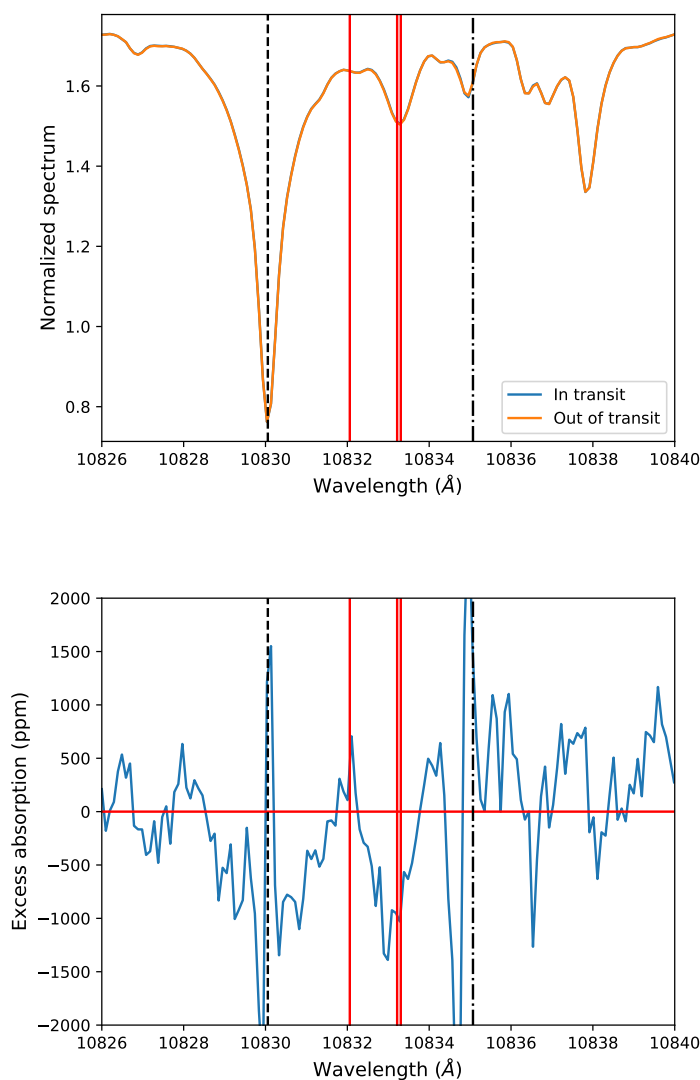 Normalized spectrum
1.6
1.4
1.2
1.0
0.8
In transit
Out of transit
10826 10828 10830 10832 10834 10836 10838 10840
Wavelength (Å)
Excess absorption (ppm)
2000
1500
1000
500
0
−500
−1000
−1500
−2000
10826 10828 10830 10832 10834 10836 10838 10840
Wavelength (Å)